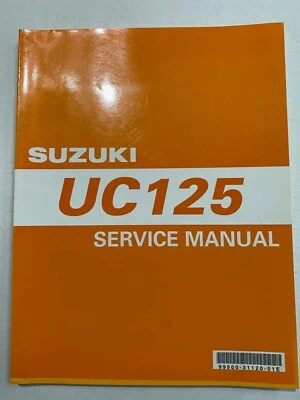 SUZUKI
UC125
SERVICE MANUAL
99500-31120-01E